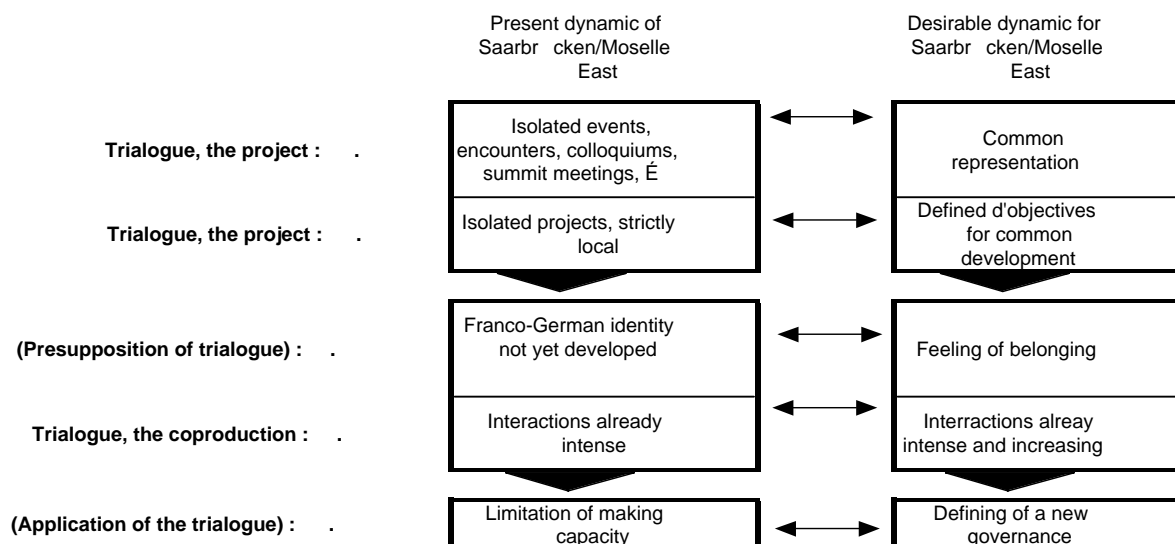 Present dynamic of
Saarbr cken/Moselle
East
Desirable dynamic for
Saarbr cken/Moselle
East
Trialogue, the project : .
Isolated events,
encounters, colloquiums,
summit meetings, É
Common
representation
Trialogue, the project : .
Isolated projects, strictly
local
Defined d'objectives
for common
development
(Presupposition of trialogue) : .
Franco-German identity
not yet developed
Feeling of belonging
Trialogue, the coproduction : .
Interactions already
intense
Interractions alreay
intense and increasing
(Application of the trialogue) : .
Limitation of making
capacity
Defining of a new
governance